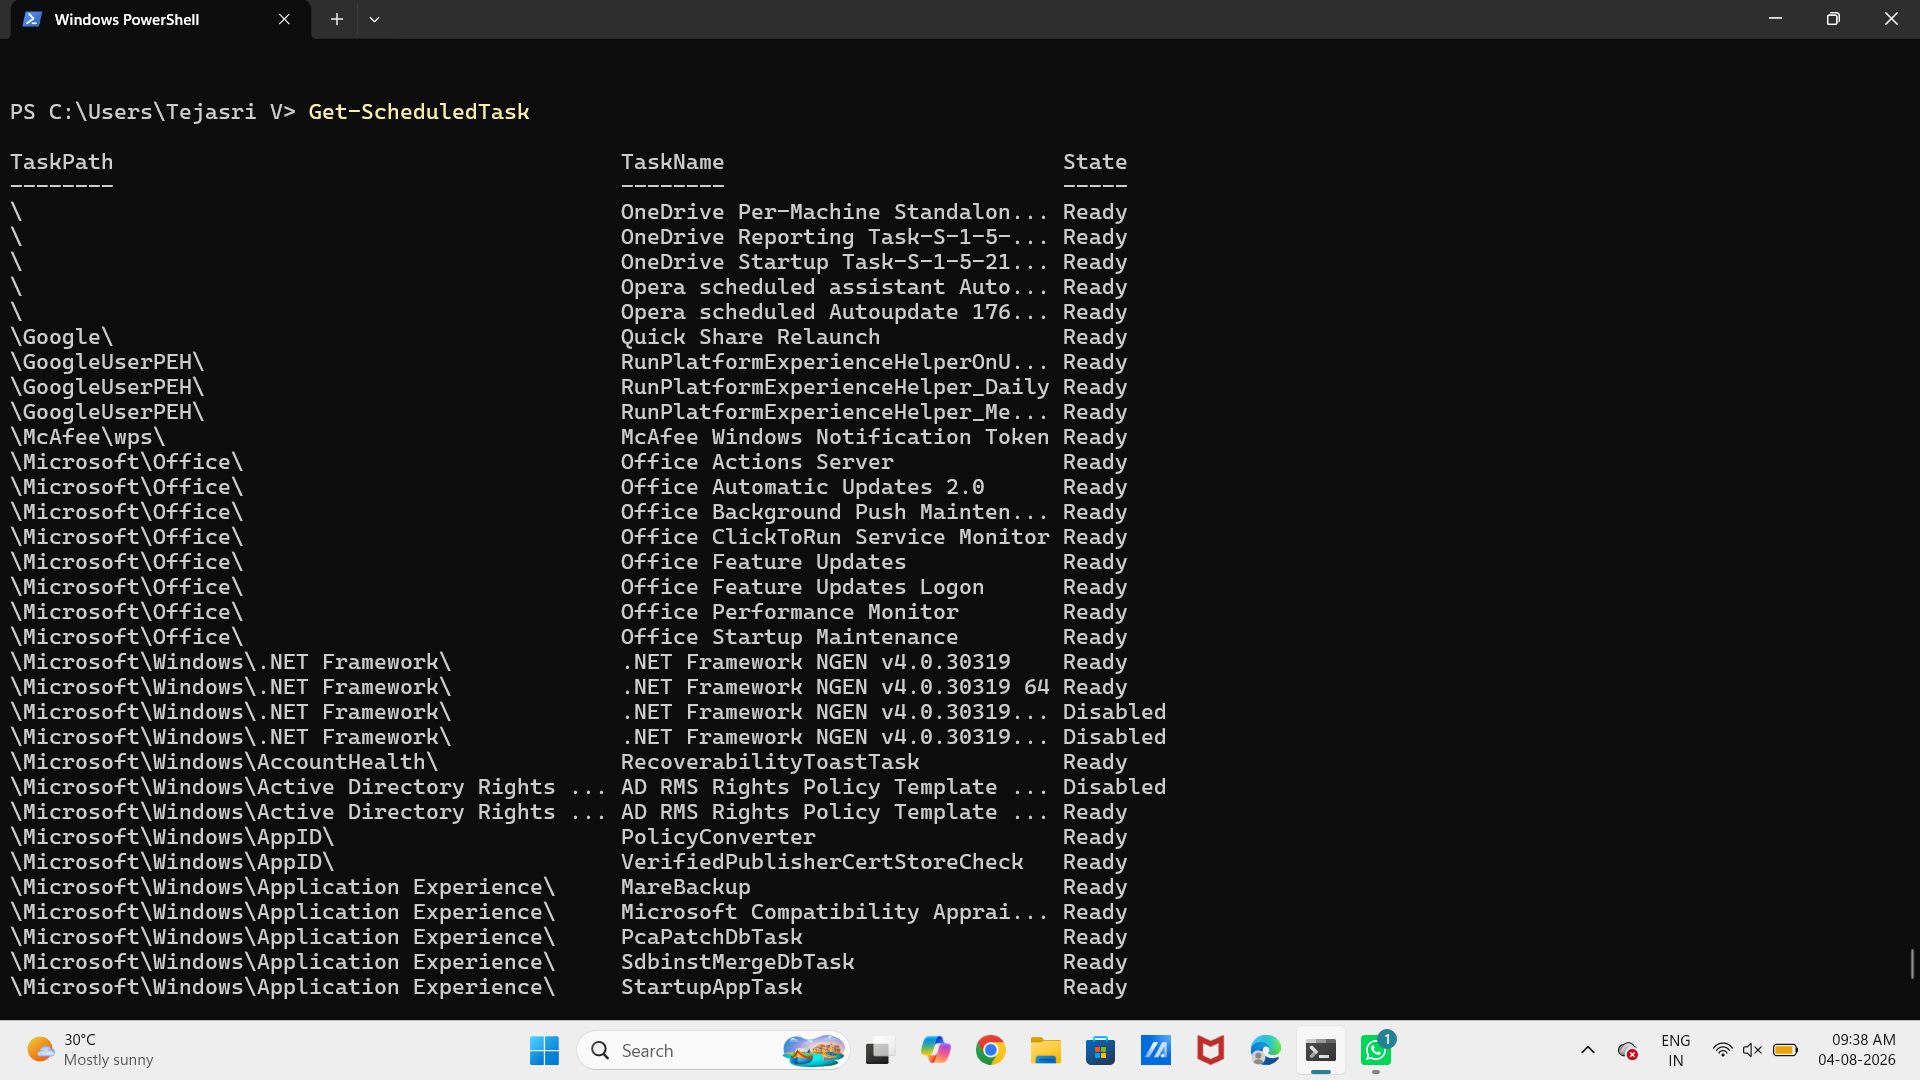 Windows PowerShell
PS C:\Users\Tejasri V> Get-ScheduledTask
TaskPath TaskName State
-------- -------- -----
\ OneDrive Per-Machine Standalon... Ready
\ OneDrive Reporting Task-S-1-5-... Ready
\ OneDrive Startup Task-S-1-5-21... Ready
\ Opera scheduled assistant Auto... Ready
\ Opera scheduled Autoupdate 176... Ready
\Google\ Quick Share Relaunch Ready
\GoogleUserPEH\ RunPlatformExperienceHelperOnU... Ready
\GoogleUserPEH\ RunPlatformExperienceHelper_Daily Ready
\GoogleUserPEH\ RunPlatformExperienceHelper_Me... Ready
\McAfee\wps\ McAfee Windows Notification Token Ready
\Microsoft\Office\ Office Actions Server Ready
\Microsoft\Office\ Office Automatic Updates 2.0 Ready
\Microsoft\Office\ Office Background Push Mainten... Ready
\Microsoft\Office\ Office ClickToRun Service Monitor Ready
\Microsoft\Office\ Office Feature Updates Ready
\Microsoft\Office\ Office Feature Updates Logon Ready
\Microsoft\Office\ Office Performance Monitor Ready
\Microsoft\Office\ Office Startup Maintenance Ready
\Microsoft\Windows\.NET Framework\ .NET Framework NGEN v4.0.30319 Ready
\Microsoft\Windows\.NET Framework\ .NET Framework NGEN v4.0.30319 64 Ready
\Microsoft\Windows\.NET Framework\ .NET Framework NGEN v4.0.30319... Disabled
\Microsoft\Windows\.NET Framework\ .NET Framework NGEN v4.0.30319... Disabled
\Microsoft\Windows\AccountHealth\ RecoverabilityToastTask Ready
\Microsoft\Windows\Active Directory Rights ... AD RMS Rights Policy Template ... Disabled
\Microsoft\Windows\Active Directory Rights ... AD RMS Rights Policy Template ... Ready
\Microsoft\Windows\AppID\ PolicyConverter Ready
\Microsoft\Windows\AppID\ VerifiedPublisherCertStoreCheck Ready
\Microsoft\Windows\Application Experience\ MareBackup Ready
\Microsoft\Windows\Application Experience\ Microsoft Compatibility Apprai... Ready
\Microsoft\Windows\Application Experience\ PcaPatchDbTask Ready
\Microsoft\Windows\Application Experience\ SdbinstMergeDbTask Ready
\Microsoft\Windows\Application Experience\ StartupAppTask Ready
30°C
Mostly sunny
Search
1
ENG
IN
09:38 AM
04-08-2026